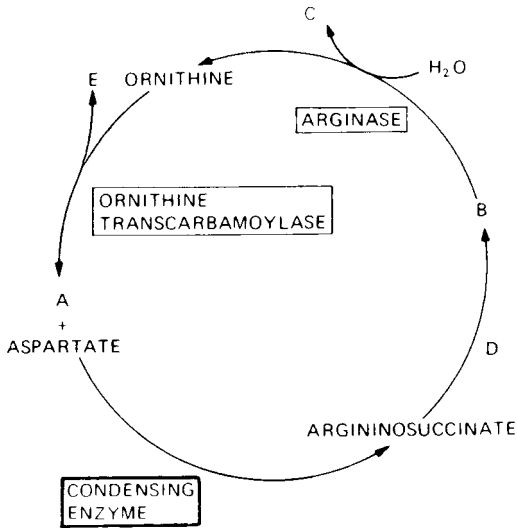 C
E ORNITHINE
H₂O
ARGINASE
ORNITHINE
TRANSCARBAMOYLASE
B
A
+
ASPARTATE
D
ARGININOSUCCINATE
CONDENSING
ENZYME